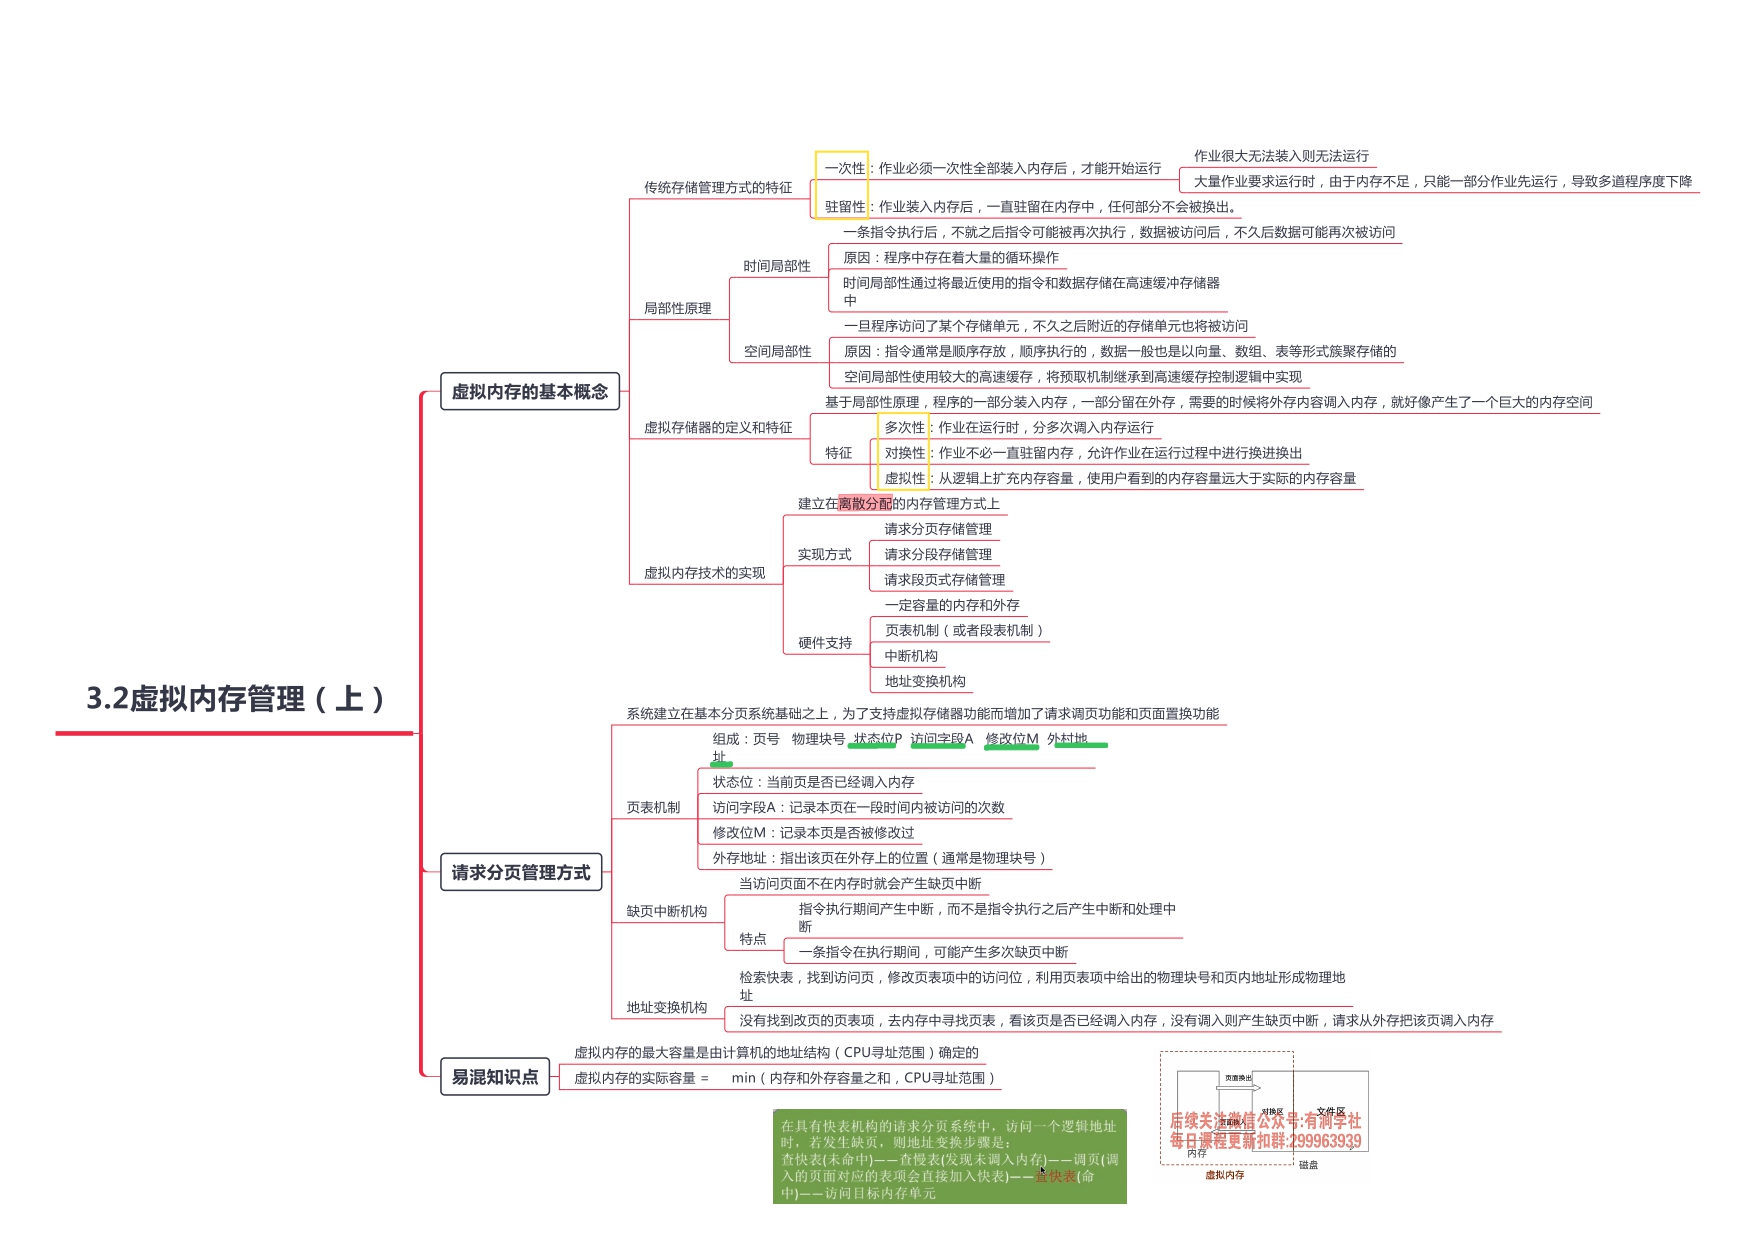 3.2虚拟内存管理（上）
虚拟内存的基本概念
传统存储管理方式的特征
一次性：作业必须一次性全部装入内存后，才能开始运行
作业很大无法装入则无法运行
大量作业要求运行时，由于内存不足，只能一部分作业先运行，导致多道程序度下降
驻留性：作业装入内存后，一直驻留在内存中，任何部分不会被换出。
局部性原理
时间局部性
一条指令执行后，不就之后指令可能被再次执行，数据被访问后，不久后数据可能再次被访问
原因：程序中存在着大量的循环操作
时间局部性通过将最近使用的指令和数据存储在高速缓冲存储器
中
空间局部性
一旦程序访问了某个存储单元，不久之后附近的存储单元也将被访问
原因：指令通常是顺序存放，顺序执行的，数据一般也是以向量、数组、表等形式簇聚存储的
空间局部性使用较大的高速缓存，将预取机制继承到高速缓存控制逻辑中实现
虚拟存储器的定义和特征
基于局部性原理，程序的一部分装入内存，一部分留在外存，需要的时候将外存内容调入内存，就好像产生了一个巨大的内存空间
特征
多次性：作业在运行时，分多次调入内存运行
对换性：作业不必一直驻留内存，允许作业在运行过程中进行换进换出
虚拟性：从逻辑上扩充内存容量，使用户看到的内存容量远大于实际的内存容量
虚拟内存技术的实现
建立在离散分配的内存管理方式上
实现方式
请求分页存储管理
请求分段存储管理
请求段页式存储管理
硬件支持
一定容量的内存和外存
页表机制（或者段表机制）
中断机构
地址变换机构
请求分页管理方式
系统建立在基本分页系统基础之上，为了支持虚拟存储器功能而增加了请求调页功能和页面置换功能
页表机制
组成：页号 物理块号 状态位P 访问字段A 修改位M 外村地
址
状态位：当前页是否已经调入内存
访问字段A：记录本页在一段时间内被访问的次数
修改位M：记录本页是否被修改过
外存地址：指出该页在外存上的位置（通常是物理块号）
缺页中断机构
当访问页面不在内存时就会产生缺页中断
特点
指令执行期间产生中断，而不是指令执行之后产生中断和处理中
断
一条指令在执行期间，可能产生多次缺页中断
地址变换机构
检索快表，找到访问页，修改页表项中的访问位，利用页表项中给出的物理块号和页内地址形成物理地
址
没有找到改页的页表项，去内存中寻找页表，看该页是否已经调入内存，没有调入则产生缺页中断，请求从外存把该页调入内存
易混知识点
虚拟内存的最大容量是由计算机的地址结构（CPU寻址范围）确定的
虚拟内存的实际容量 = min（内存和外存容量之和，CPU寻址范围）
在具有快表机构的请求分页系统中，访问一个逻辑地址
时，若发生缺页，则地址变换步骤是：
查快表(未命中)——查慢表(发现未调入内存)——调页(调
入的页面对应的表项会直接加入快表)——查快表(命
中)——访问目标内存单元
页面换出
对换区
文件区
页面换入
后续关注微信公众号:有洞学社
每日课程更新扣群:299963939
内存
磁盘
虚拟内存